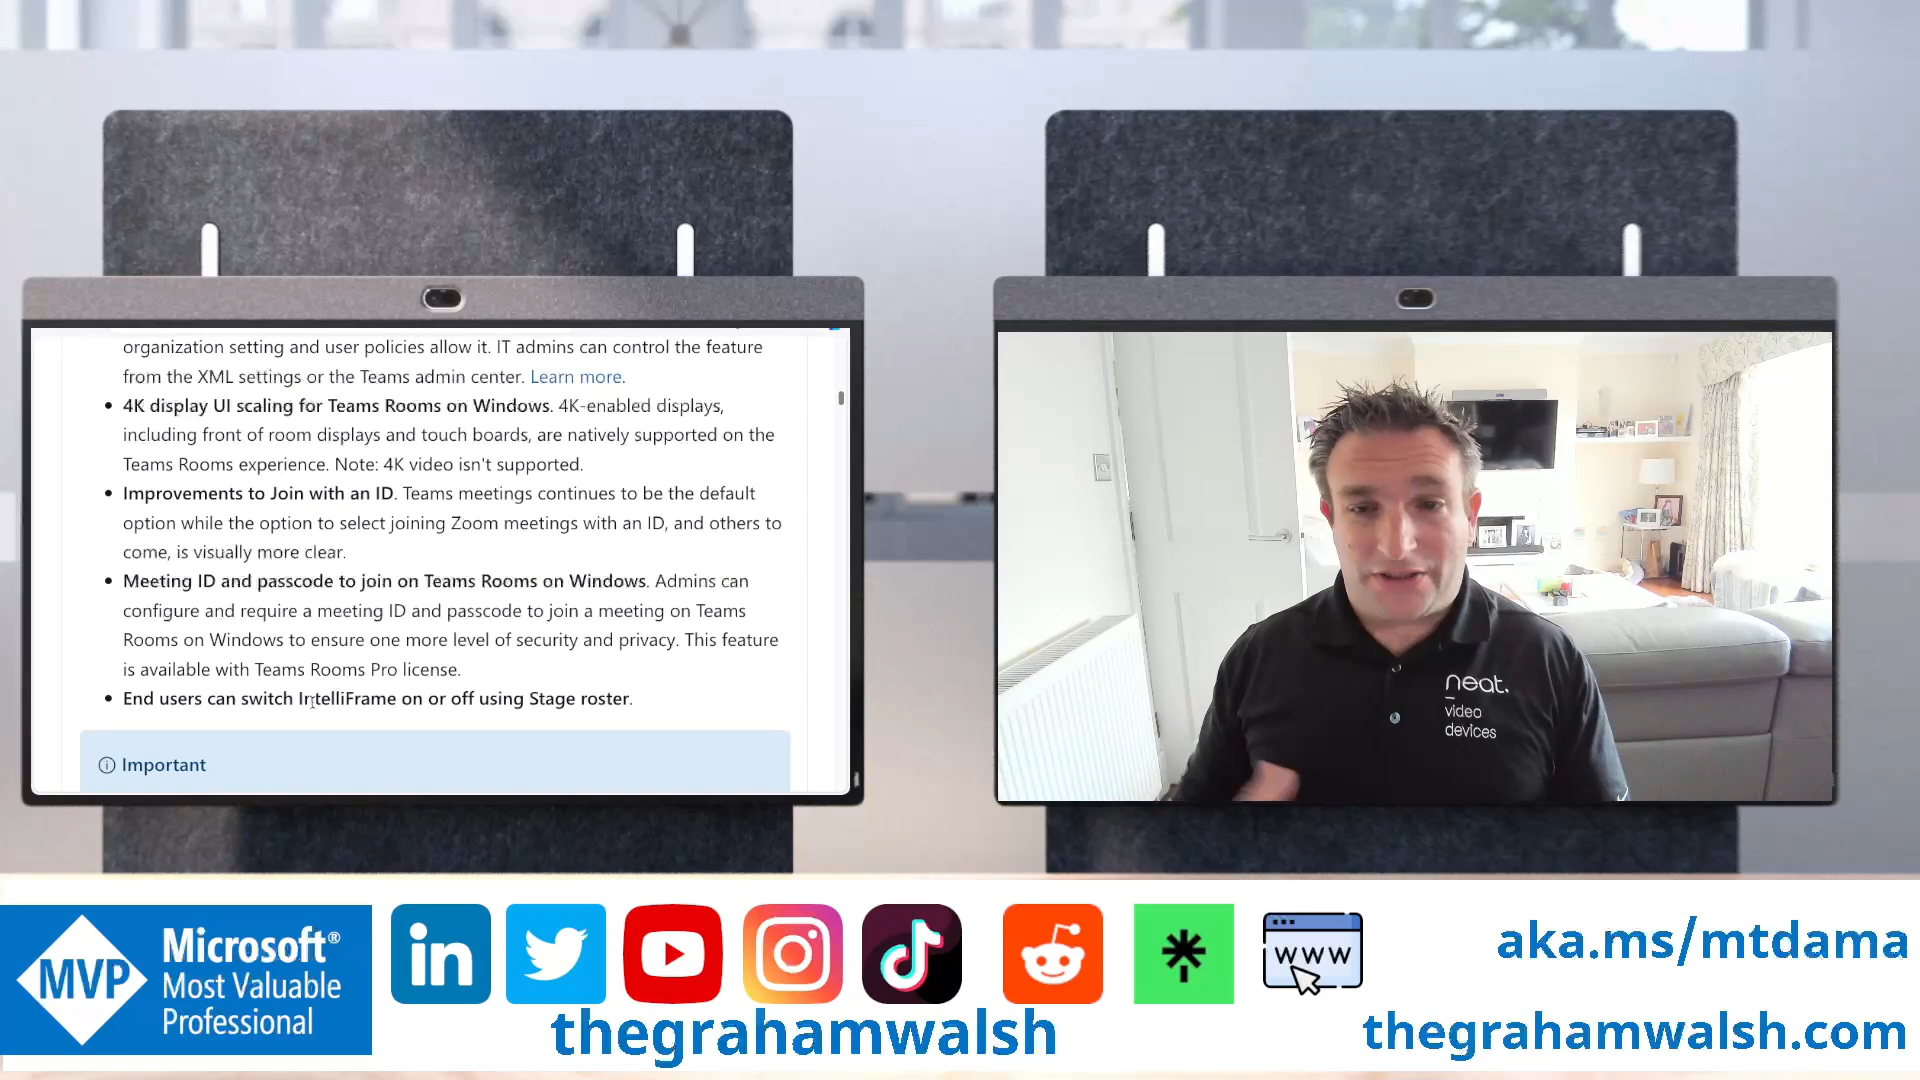 organization setting and user policies allow it. IT admins can control the feature
from the XML settings or the Teams admin center. Learn more.
4K display UI scaling for Teams Rooms on Windows. 4K-enabled displays,
including front of room displays and touch boards, are natively supported on the
Teams Rooms experience. Note: 4K video isn't supported.
Improvements to Join with an ID. Teams meetings continues to be the default
option while the option to select joining Zoom meetings with an ID, and others to
come, is visually more clear.
Meeting ID and passcode to join on Teams Rooms on Windows. Admins can
configure and require a meeting ID and passcode to join a meeting on Teams
Rooms on Windows to ensure one more level of security and privacy. This feature
is available with Teams Rooms Pro license.
End users can switch IntelliFrame on or off using Stage roster.
Important
neat.
video
devices
MVP
Microsoft®
Most Valuable
Professional
in
www
aka.ms/mtdama
thegrahamwalsh
thegrahamwalsh.com